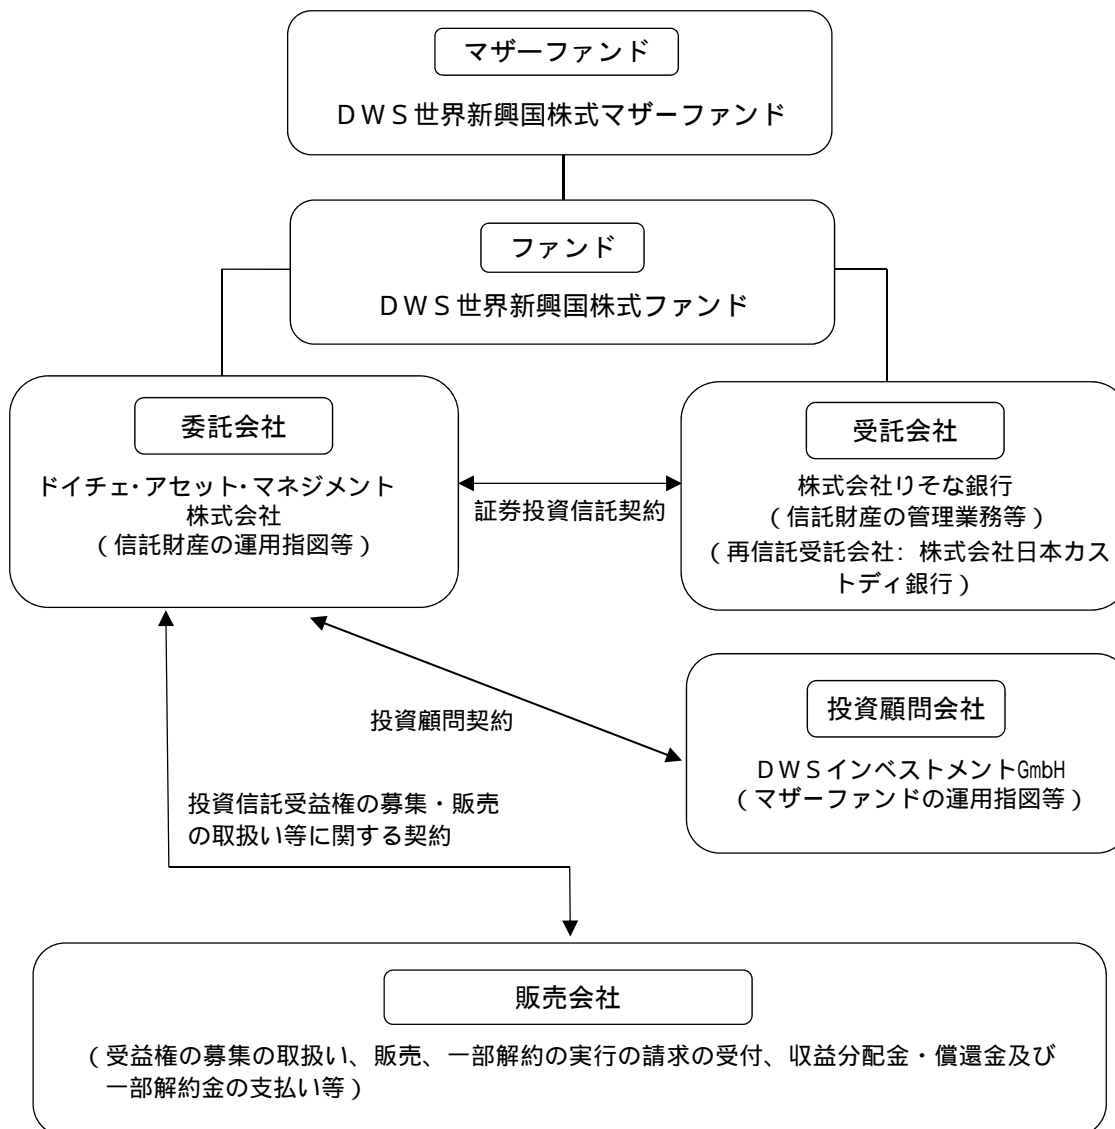 マザーファンド
ＤＷＳ世界新興国株式マザーファンド
ファンド
ＤＷＳ世界新興国株式ファンド
委託会社
ドイチェ・アセット・マネジメント
株式会社
（信託財産の運用指図等）
証券投資信託契約
受託会社
株式会社りそな銀行
（信託財産の管理業務等）
（再信託受託会社：株式会社日本カス
トディ銀行）
投資顧問契約
投資顧問会社
ＤＷＳインベストメントGmbH
（マザーファンドの運用指図等）
投資信託受益権の募集・販売
の取扱い等に関する契約
販売会社
（受益権の募集の取扱い、販売、一部解約の実行の請求の受付、収益分配金・償還金及び
一部解約金の支払い等）